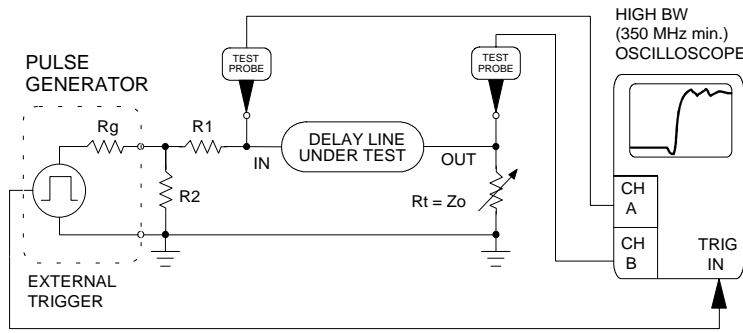 HIGH BW
(350 MHz min.)
OSCILLOSCOPE
TEST
PROBE
TEST
PROBE
PULSE
GENERATOR
Rg
R1
IN
DELAY LINE
UNDER TEST
OUT
R2
Rt = Zo
CH
A
CH
B
TRIG
IN
EXTERNAL
TRIGGER